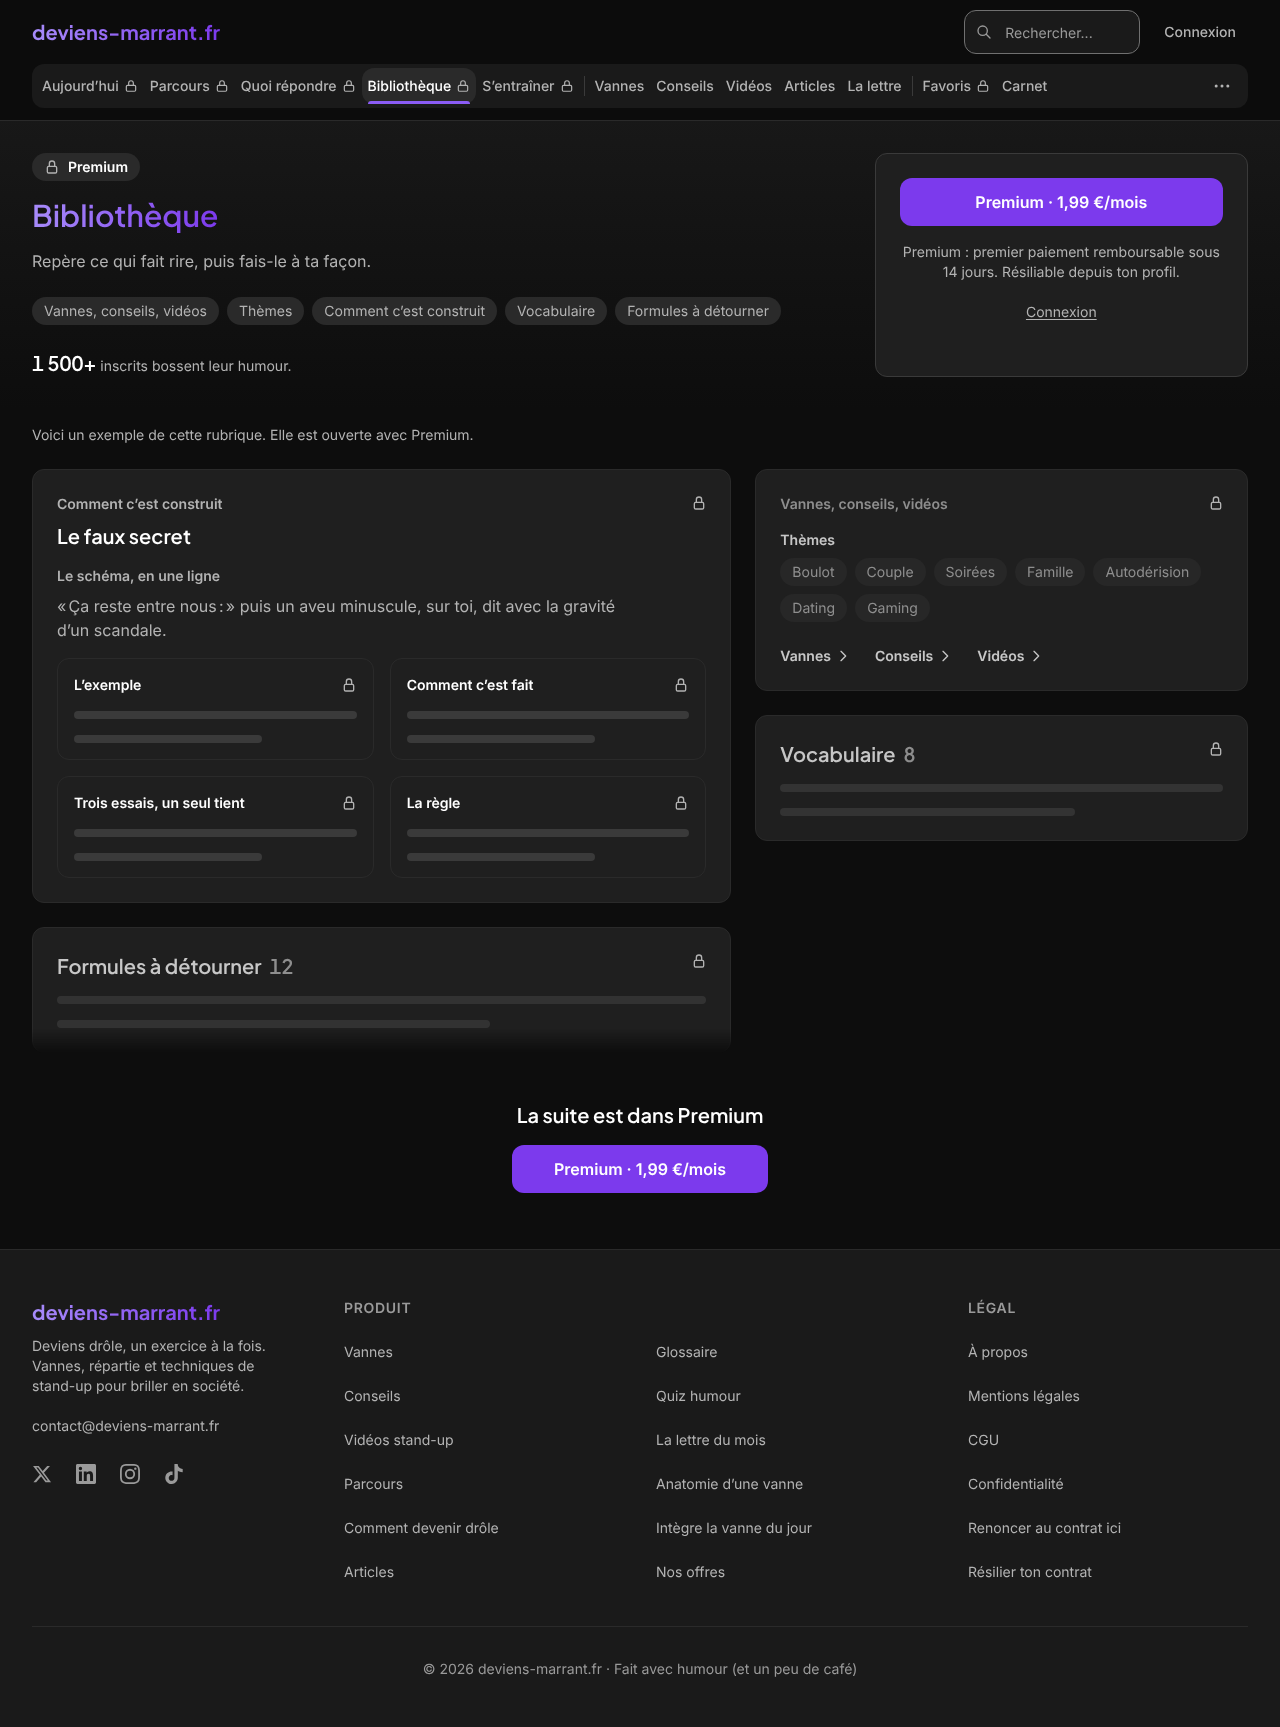 deviens-marrant.fr
Rechercher...
Connexion
Aujourd’hui
Parcours
Quoi répondre
Bibliothèque
S’entraîner
Vannes
Conseils
Vidéos
Articles
La lettre
Favoris
Carnet
Premium
Bibliothèque
Repère ce qui fait rire, puis fais-le à ta façon.
Vannes, conseils, vidéos
Thèmes
Comment c’est construit
Vocabulaire
Formules à détourner
1 500+ inscrits bossent leur humour.
Premium · 1,99 €/mois
Premium : premier paiement remboursable sous
14 jours. Résiliable depuis ton profil.
Connexion
Voici un exemple de cette rubrique. Elle est ouverte avec Premium.
Comment c’est construit
Le faux secret
Le schéma, en une ligne
« Ça reste entre nous : » puis un aveu minuscule, sur toi, dit avec la gravité
d’un scandale.
L’exemple
Comment c’est fait
Trois essais, un seul tient
La règle
Formules à détourner 12
Vannes, conseils, vidéos
Thèmes
Boulot
Couple
Soirées
Famille
Autodérision
Dating
Gaming
Vannes
Conseils
Vidéos
Vocabulaire 8
La suite est dans Premium
Premium · 1,99 €/mois
deviens-marrant.fr
Deviens drôle, un exercice à la fois.
Vannes, répartie et techniques de
stand-up pour briller en société.
contact@deviens-marrant.fr
PRODUIT
Vannes
Conseils
Vidéos stand-up
Parcours
Comment devenir drôle
Articles
Glossaire
Quiz humour
La lettre du mois
Anatomie d’une vanne
Intègre la vanne du jour
Nos offres
LÉGAL
À propos
Mentions légales
CGU
Confidentialité
Renoncer au contrat ici
Résilier ton contrat
© 2026 deviens-marrant.fr · Fait avec humour (et un peu de café)